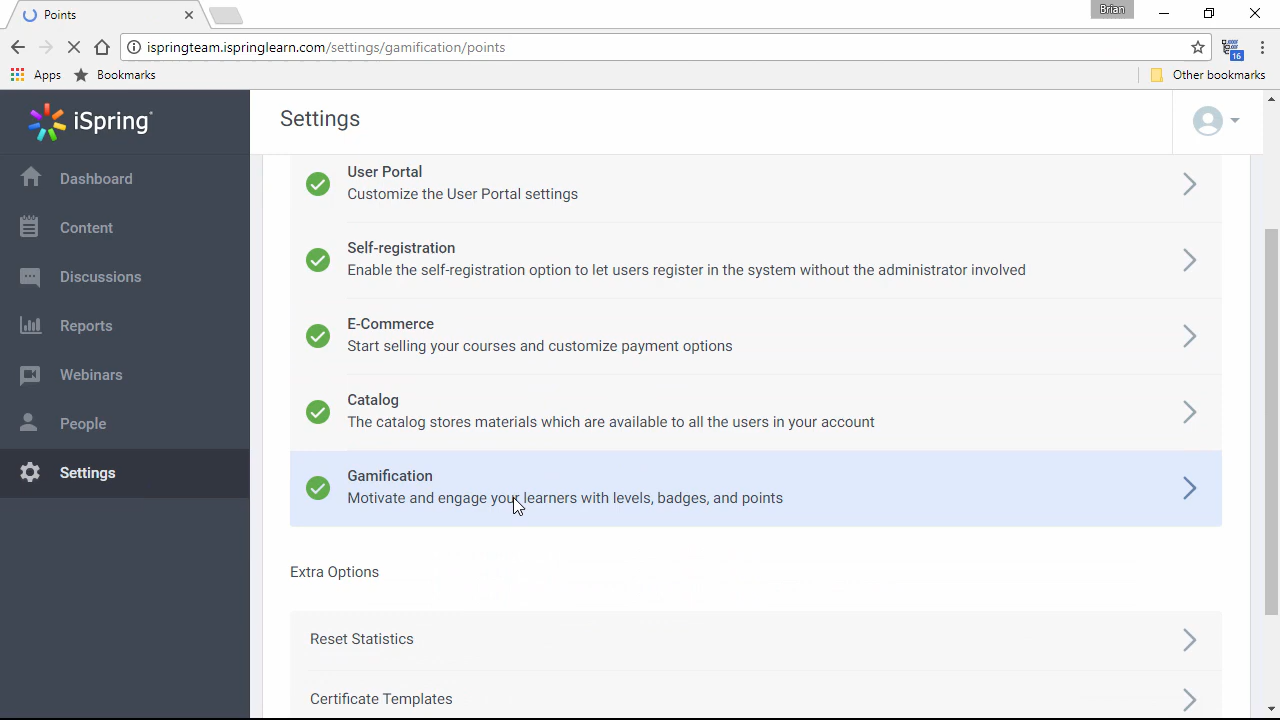 Points
Brian
ispringteam.ispringlearn.com/settings/gamification/points
16
Apps
Bookmarks
Other bookmarks
iSpring
Settings
Dashboard
Content
Discussions
Reports
Webinars
People
Settings
User Portal
Customize the User Portal settings
Self-registration
Enable the self-registration option to let users register in the system without the administrator involved
E-Commerce
Start selling your courses and customize payment options
Catalog
The catalog stores materials which are available to all the users in your account
Gamification
Motivate and engage your learners with levels, badges, and points
Extra Options
Reset Statistics
Certificate Templates